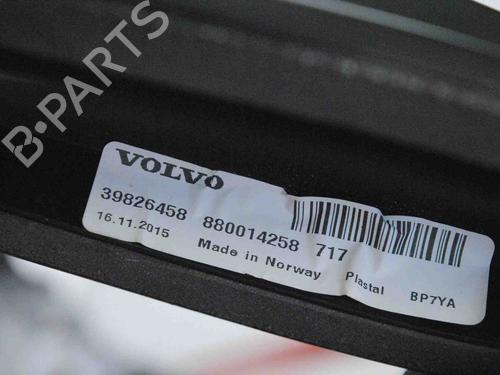 B-PARTS
VOLVO
39826458 880014258 717
16.11.2015 Made in Norway Plastal BP7YA